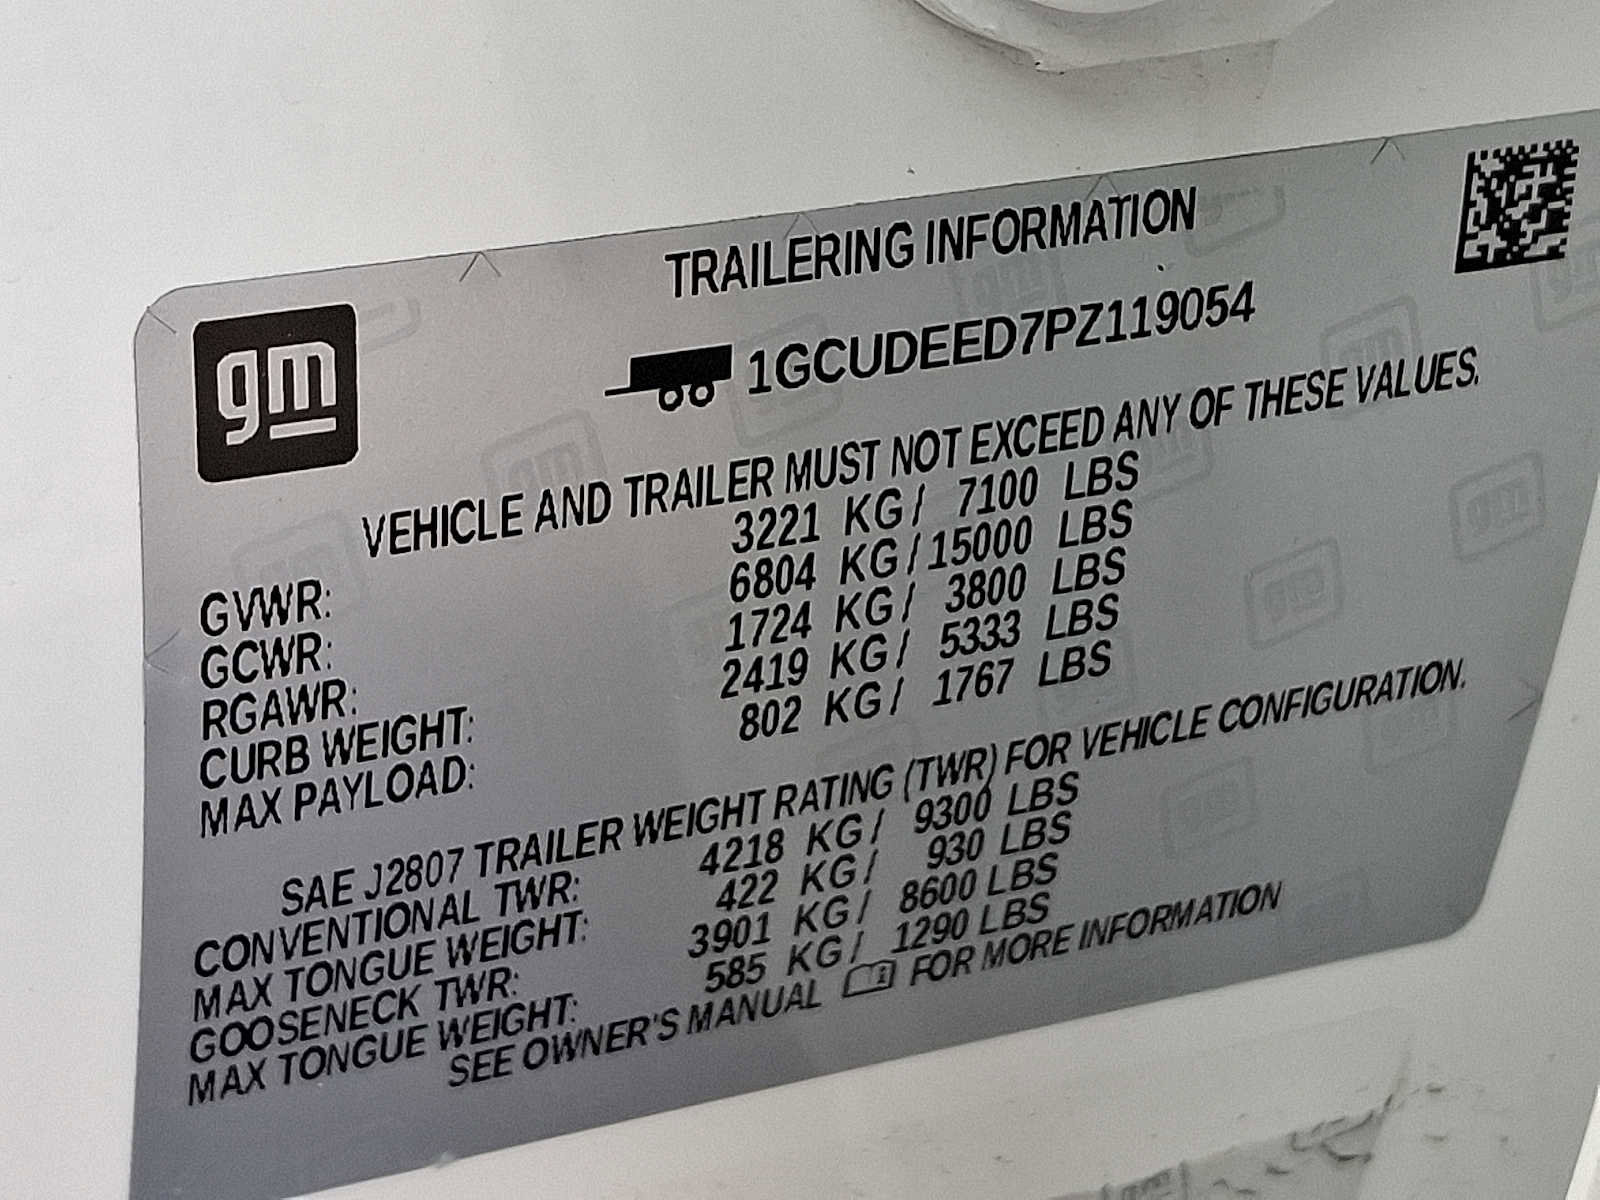 TRAILERING INFORMATION
gm
1GCUDEED7PZ119054
VEHICLE AND TRAILER MUST NOT EXCEED ANY OF THESE VALUES.
GVWR: 3221 KG/ 7100 LBS
GCWR: 6804 KG/15000 LBS
RGAWR: 1724 KG/ 3800 LBS
CURB WEIGHT: 2419 KG/ 5333 LBS
MAX PAYLOAD: 802 KG/ 1767 LBS
SAE J2807 TRAILER WEIGHT RATING (TWR) FOR VEHICLE CONFIGURATION.
CONVENTIONAL TWR: 4218 KG/ 9300 LBS
MAX TONGUE WEIGHT: 422 KG/ 930 LBS
GOOSENECK TWR: 3901 KG/ 8600 LBS
MAX TONGUE WEIGHT: 585 KG/ 1290 LBS
SEE OWNER'S MANUAL FOR MORE INFORMATION